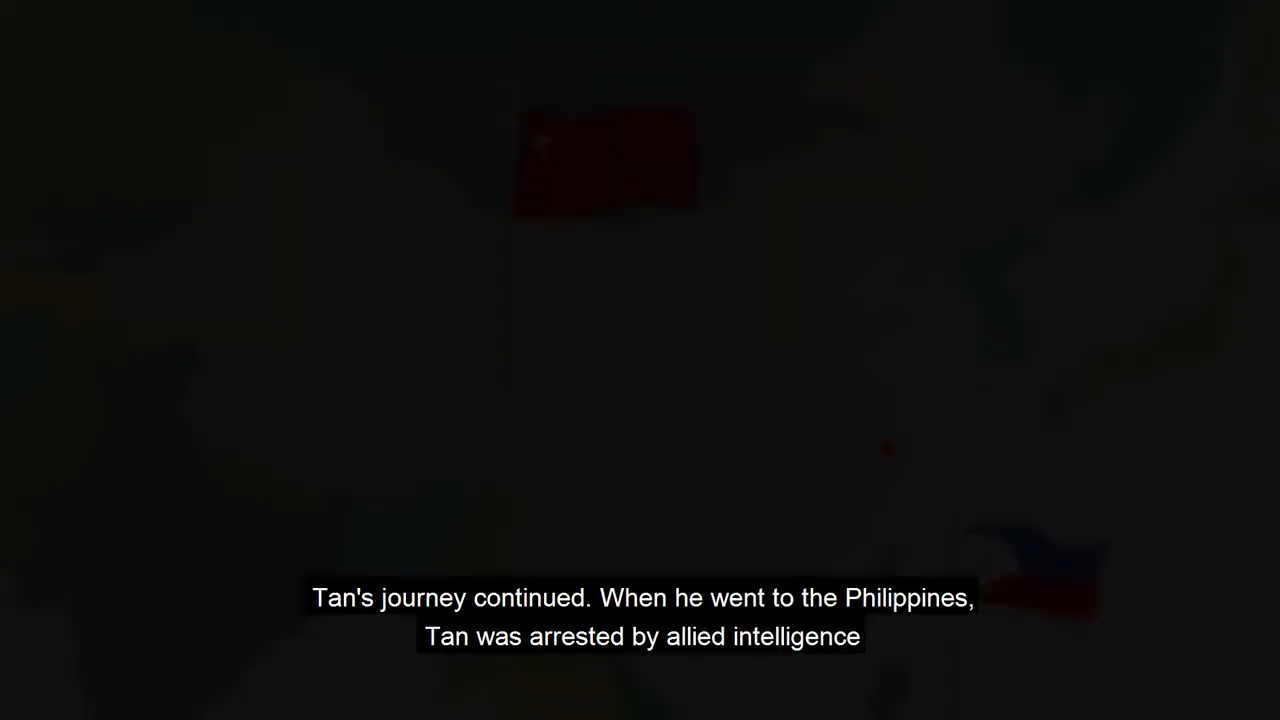 Tan's journey continued. When he went to the Philippines,
Tan was arrested by allied intelligence